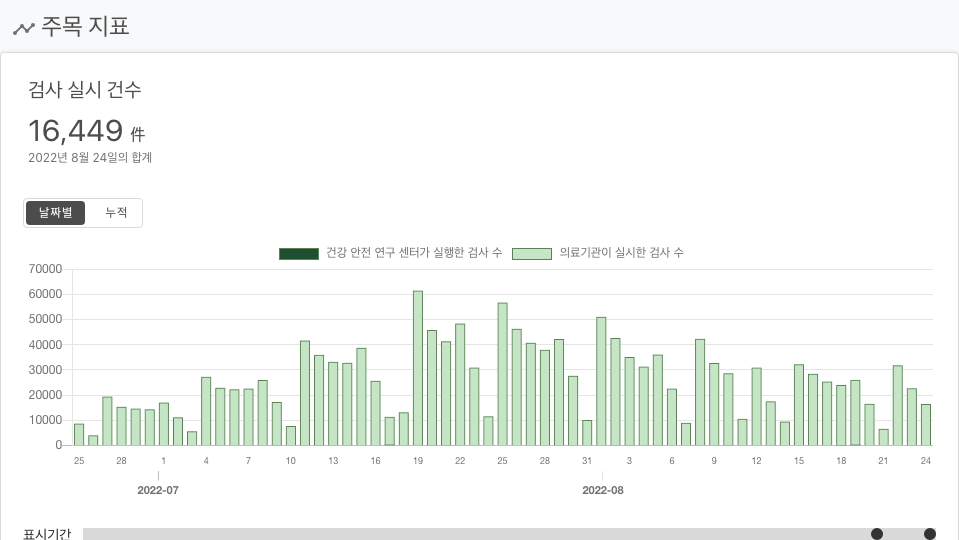 주목 지표
검사 실시 건수
16,449 件
2022년 8월 24일의 합계
날짜별 누적
건강 안전 연구 센터가 실행한 검사 수 의료기관이 실시한 검사 수
70000
60000
50000
40000
30000
20000
10000
0
25 28 1 4 7 10 13 16 19 22 25 28 31 3 6 9 12 15 18 21 24
2022-07 2022-08
표시기간